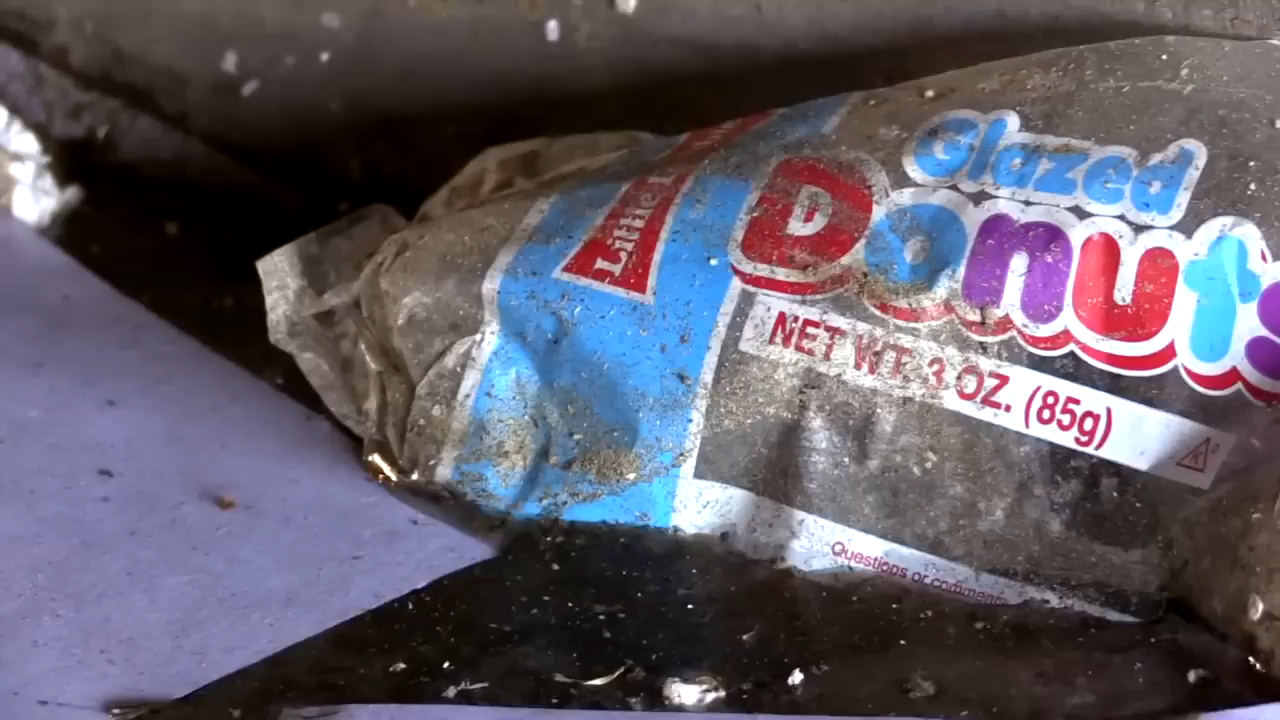 Little
Glazed
Donuts
NET WT. 3 OZ. (85g)
Questions or comments